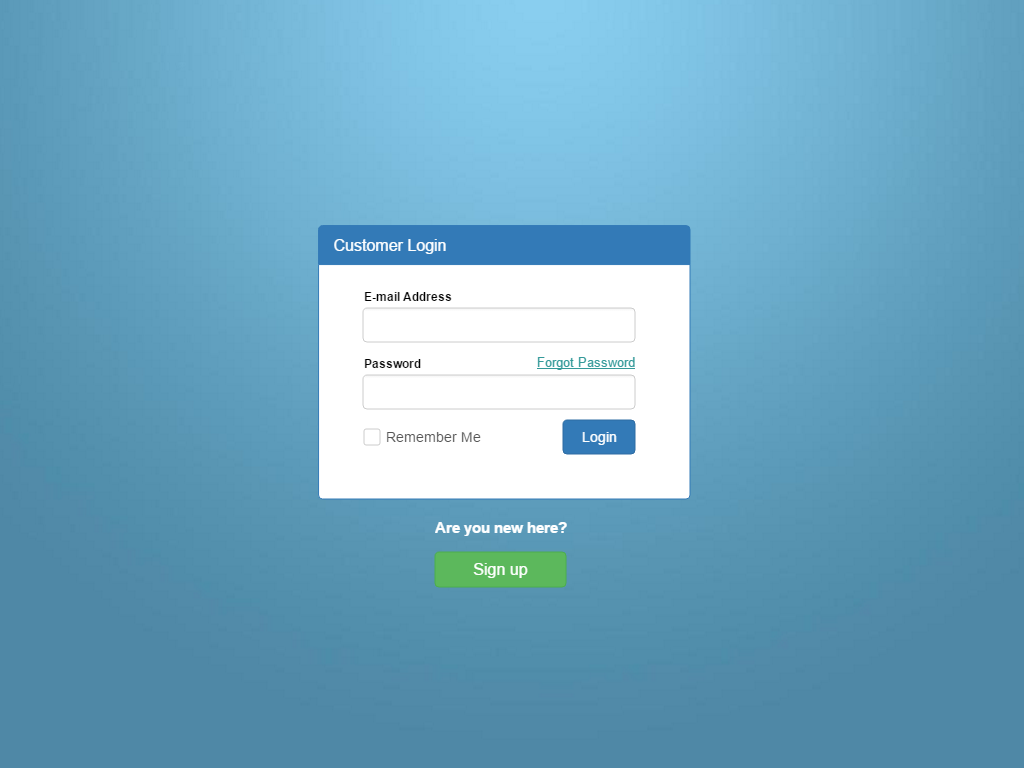 Customer Login
E-mail Address
Password Forgot Password
Remember Me Login
Are you new here?
Sign up